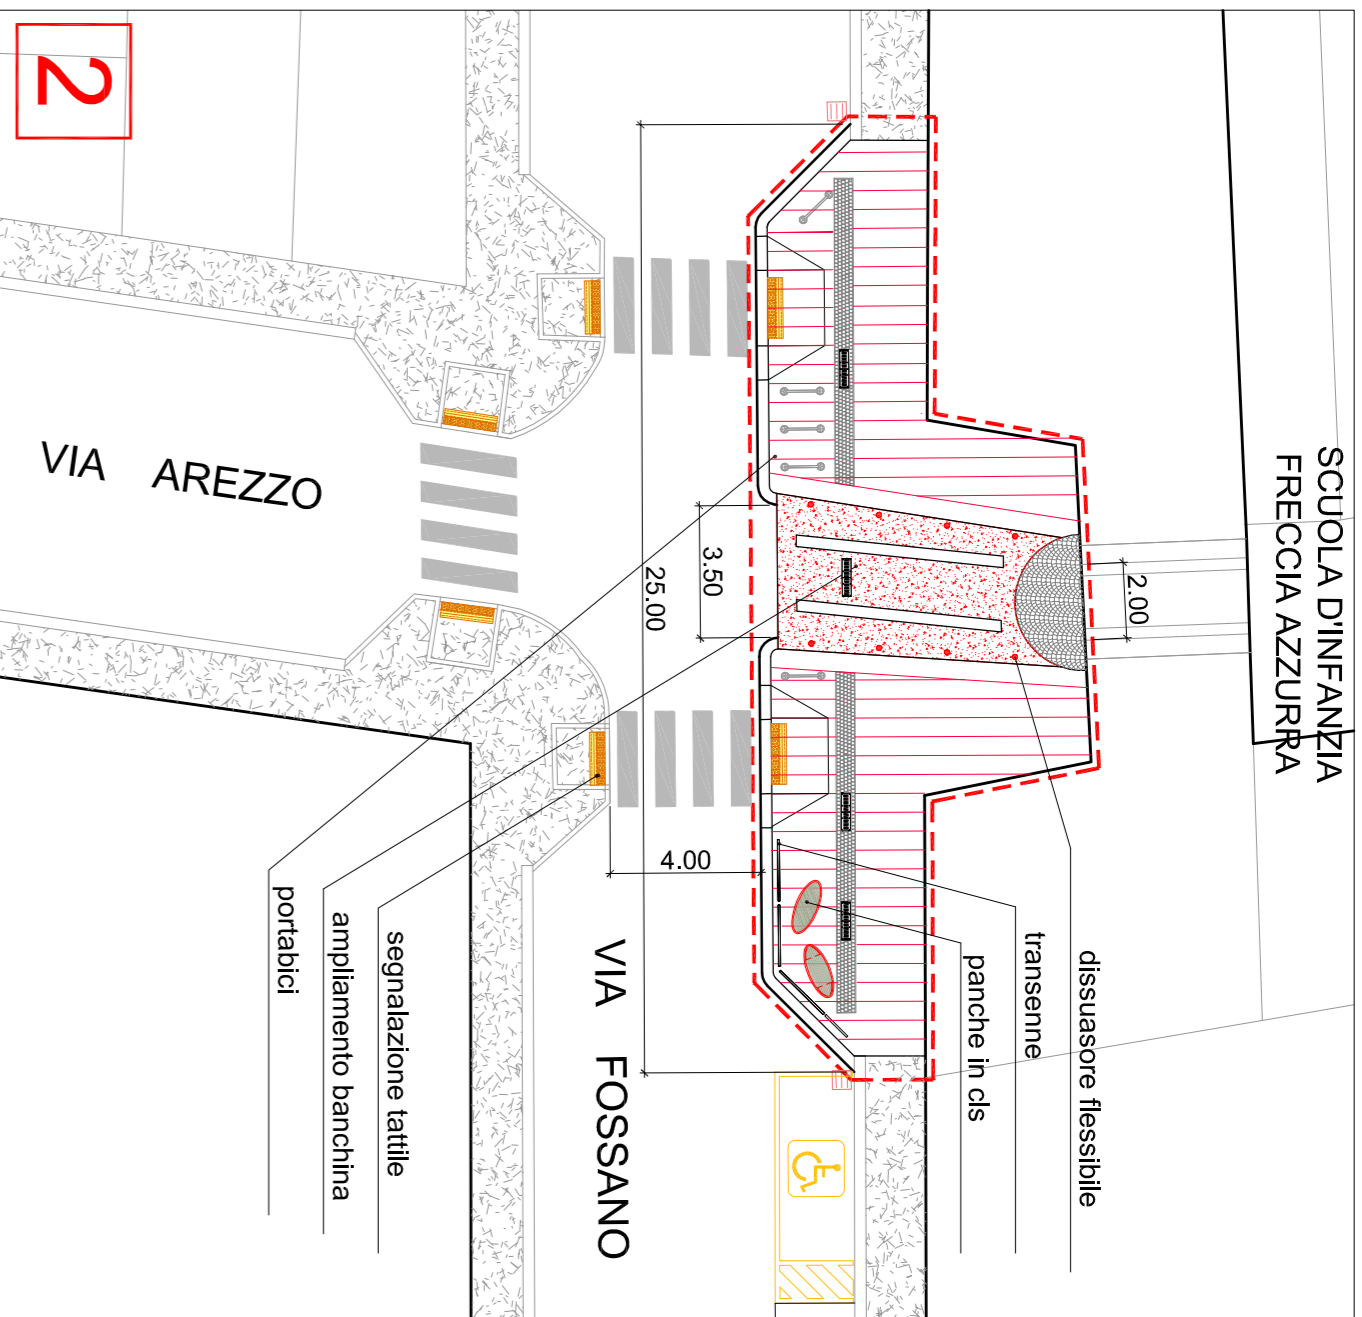 2
SCUOLA D'INFANZIA
FRECCIA AZZURRA
VIA AREZZO
VIA FOSSANO
25.00
3.50
2.00
4.00
dissuasore flessibile
transenne
panche in cls
segnalazione tattile
ampliamento banchina
portabici